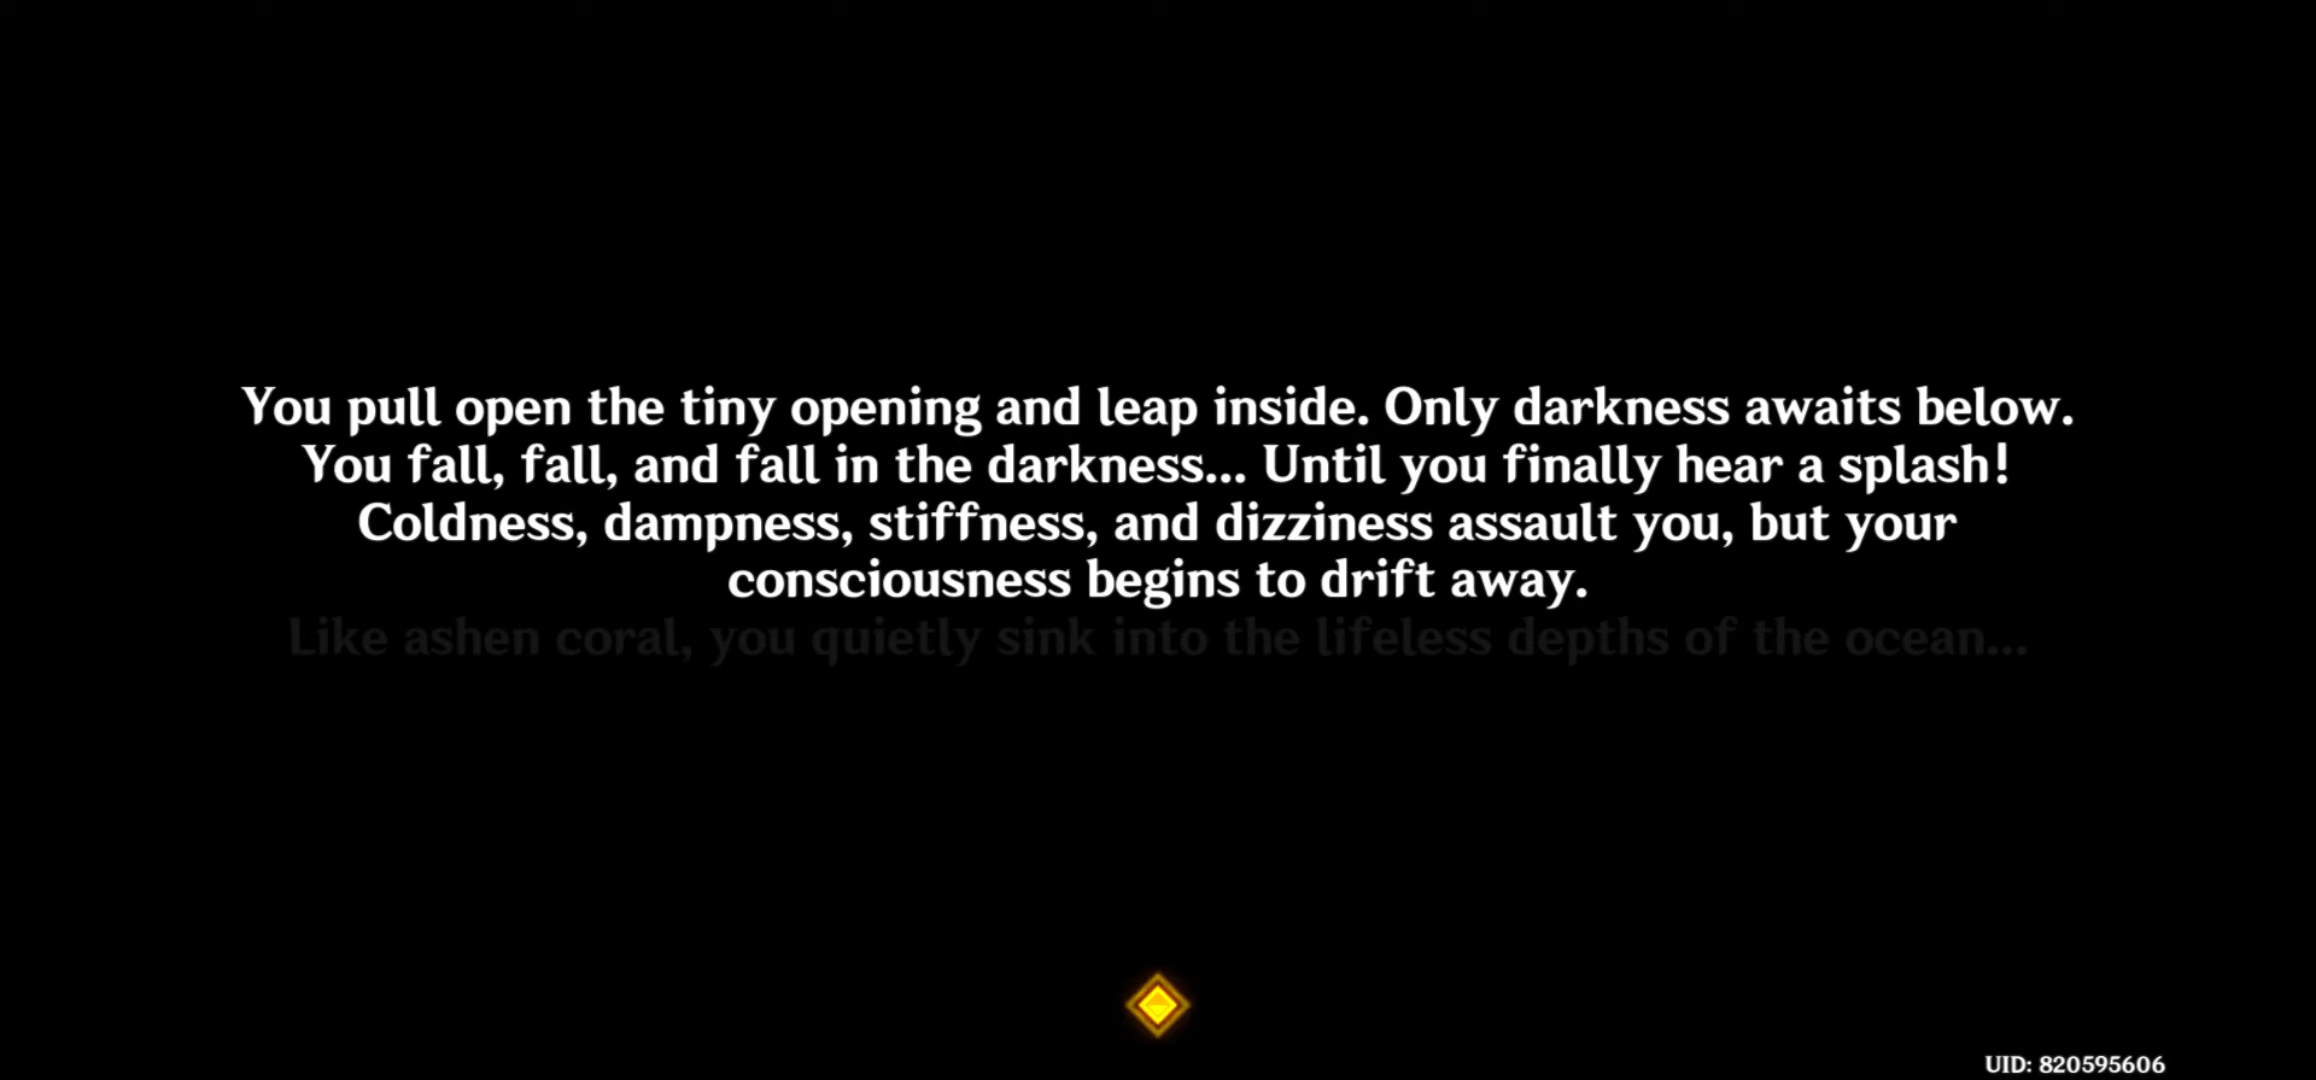 You pull open the tiny opening and leap inside. Only darkness awaits below.
You fall, fall, and fall in the darkness... Until you finally hear a splash!
Coldness, dampness, stiffness, and dizziness assault you, but your
consciousness begins to drift away.
Like ashen coral, you quietly sink into the lifeless depths of the ocean...
UID: 820595606